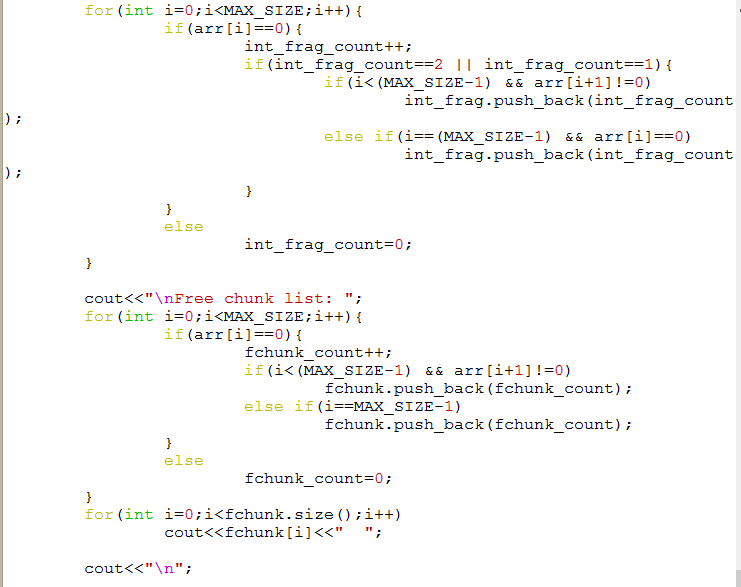 for(int i=0;i<MAX_SIZE;i++){
if(arr[i]==0){
int_frag_count++;
if(int_frag_count==2 || int_frag_count==1){
if(i<(MAX_SIZE-1) && arr[i+1]!=0)
int_frag.push_back(int_frag_count
);
else if(i==(MAX_SIZE-1) && arr[i]==0)
int_frag.push_back(int_frag_count
);
}
}
else
int_frag_count=0;
}
cout<<"\nFree chunk list: ";
for(int i=0;i<MAX_SIZE;i++){
if(arr[i]==0){
fchunk_count++;
if(i<(MAX_SIZE-1) && arr[i+1]!=0)
fchunk.push_back(fchunk_count);
else if(i==MAX_SIZE-1)
fchunk.push_back(fchunk_count);
}
else
fchunk_count=0;
}
for(int i=0;i<fchunk.size();i++)
cout<<fchunk[i]<<"  ";
cout<<"\n";